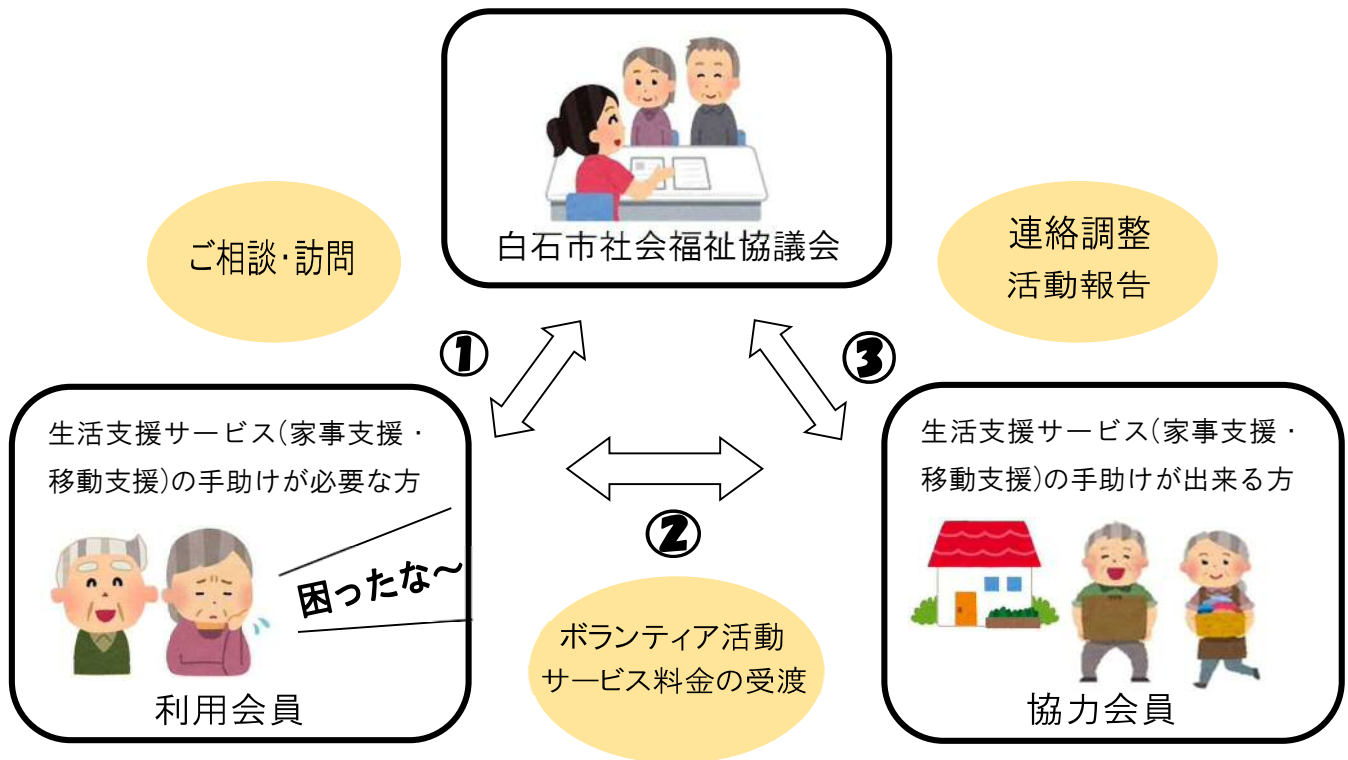 白石市社会福祉協議会
ご相談・訪問
連絡調整
活動報告
①
③
生活支援サービス(家事支援・
移動支援)の手助けが必要な方
困ったな～
利用会員
②
ボランティア活動
サービス料金の受渡
生活支援サービス(家事支援・
移動支援)の手助けが出来る方
協力会員